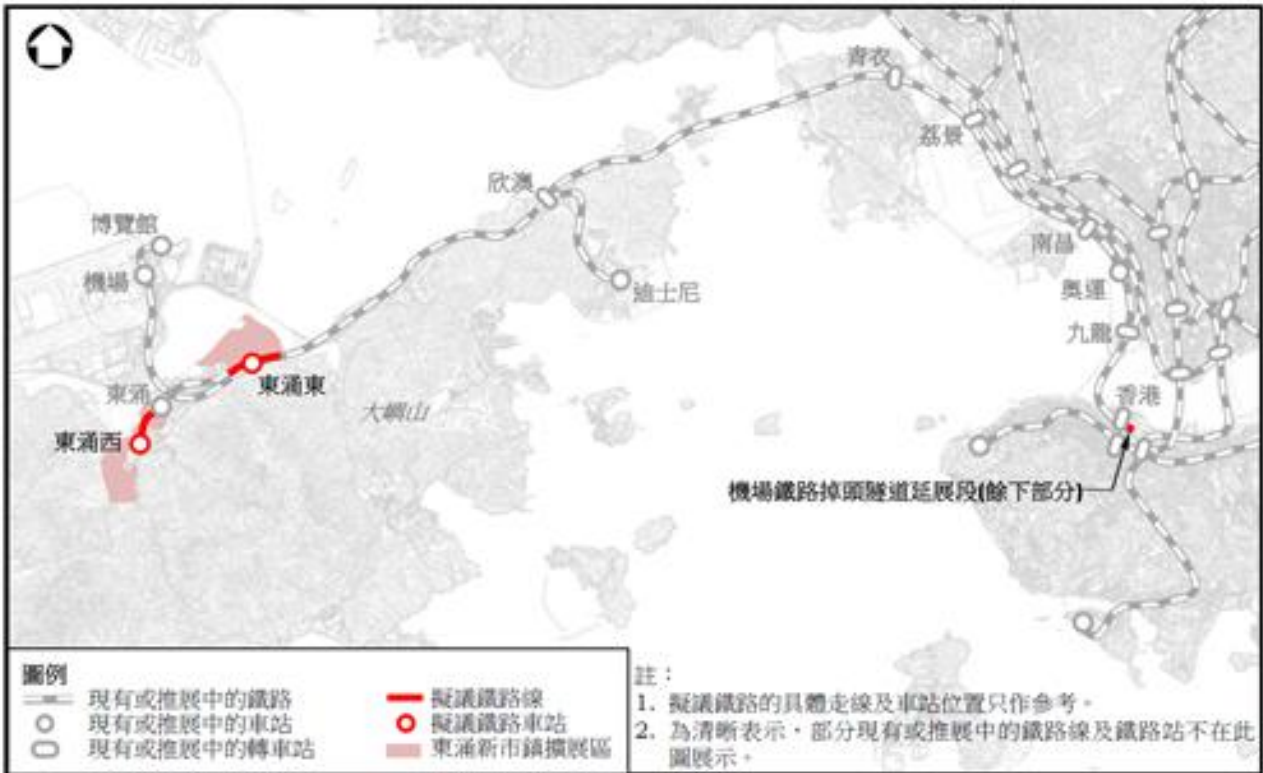 青衣
荔景
欣澳
博覽館
南昌
機場
迪士尼
奧運
九龍
東涌東
東涌
香港
大嶼山
東涌西
機場鐵路掉頭隧道延展段(餘下部分)
圖例
現有或推展中的鐵路
現有或推展中的車站
現有或推展中的轉車站
擬議鐵路線
擬議鐵路車站
東涌新市鎮擴展區
註：
1. 擬議鐵路的具體走線及車站位置只作參考。
2. 為清晰表示，部分現有或推展中的鐵路線及鐵路站不在此
圖展示。